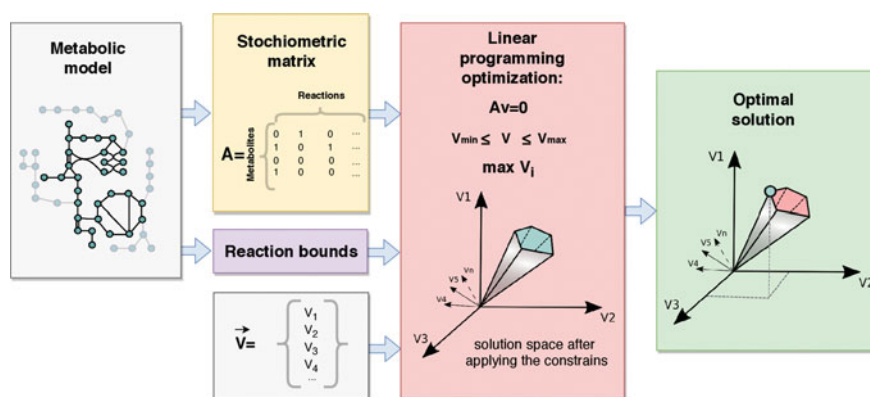 Metabolic
model
Stochiometric
matrix
Reactions
A=
Metabolites
0 1 0 ...
1 0 1 ...
0 0 0 ...
1 0 0 ...
Reaction bounds
V=
V1
V2
V3
V4
...
Linear
programming
optimization:
Av=0
Vmin ≤ V ≤ Vmax
max Vi
V1
Vn
V5
V4
V2
V3
solution space after
applying the constrains
Optimal
solution
V1
Vn
V5
V4
V2
V3